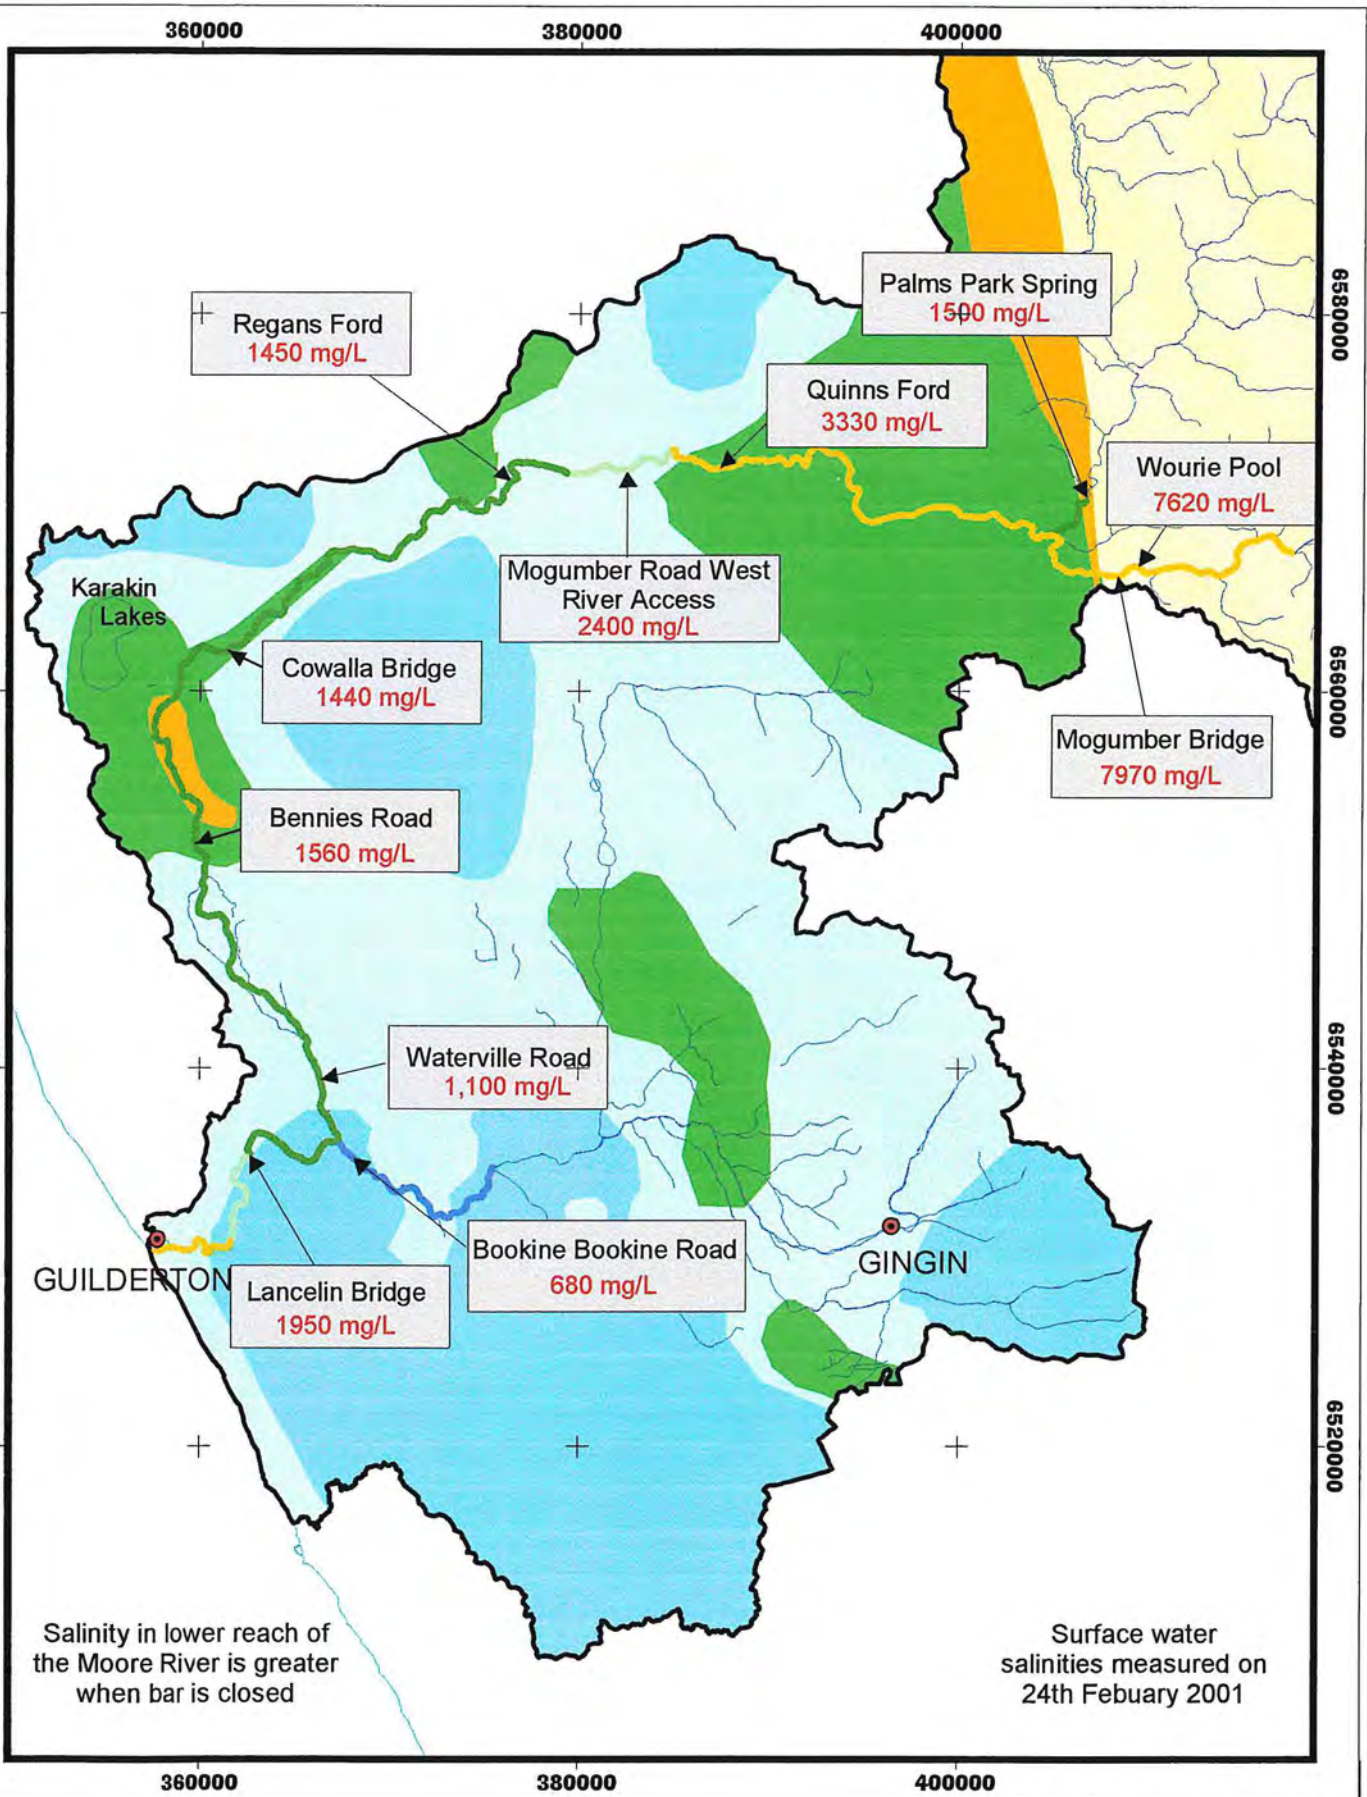 360000
380000
400000
Palms Park Spring
1500 mg/L
6580000
Regans Ford
1450 mg/L
Quinns Ford
3330 mg/L
Wourie Pool
7620 mg/L
Mogumber Road West
River Access
2400 mg/L
Karakin
Lakes
Cowalla Bridge
1440 mg/L
6560000
Mogumber Bridge
7970 mg/L
Bennies Road
1560 mg/L
Waterville Road
1,100 mg/L
6540000
Bookine Bookine Road
680 mg/L
GINGIN
GUILDERTON
Lancelin Bridge
1950 mg/L
6520000
Salinity in lower reach of
the Moore River is greater
when bar is closed
Surface water
salinities measured on
24th Febuary 2001
360000
380000
400000